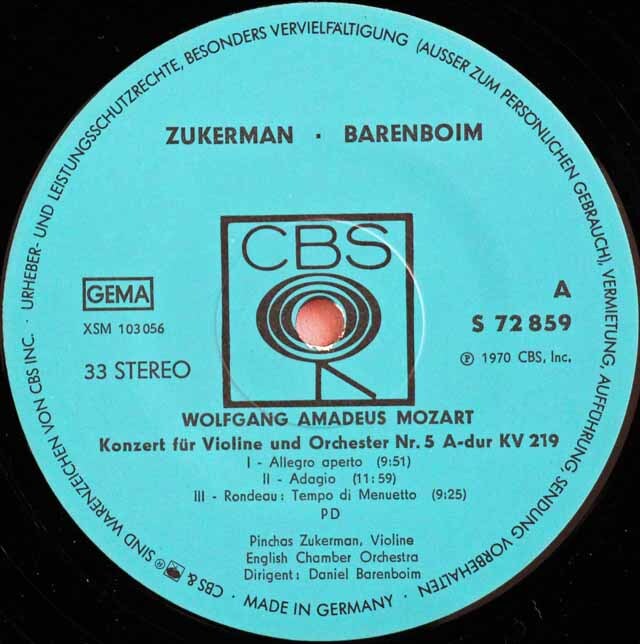 URHEBER- UND LEISTUNGSSCHUTZRECHTE, BESONDERS VERVIELFÄLTIGUNG (AUSSER ZUM PERSÖNLICHEN GEBRAUCH), VERMIETUNG, AUFFÜHRUNG, SENDUNG VORBEHALTEN
ZUKERMAN · BARENBOIM
CBS
GEMA
XSM 103056
33 STEREO
A
S 72 859
Ⓟ 1970 CBS, Inc.
WOLFGANG AMADEUS MOZART
Konzert für Violine und Orchester Nr. 5 A-dur KV 219
I - Allegro aperto (9:51)
II - Adagio (11:59)
III - Rondeau: Tempo di Menuetto (9:25)
PD
Pinchas Zukerman, Violine
English Chamber Orchestra
Dirigent: Daniel Barenboim
CBS & ® SIND WARENZEICHEN VON CBS INC. ·
· MADE IN GERMANY ·